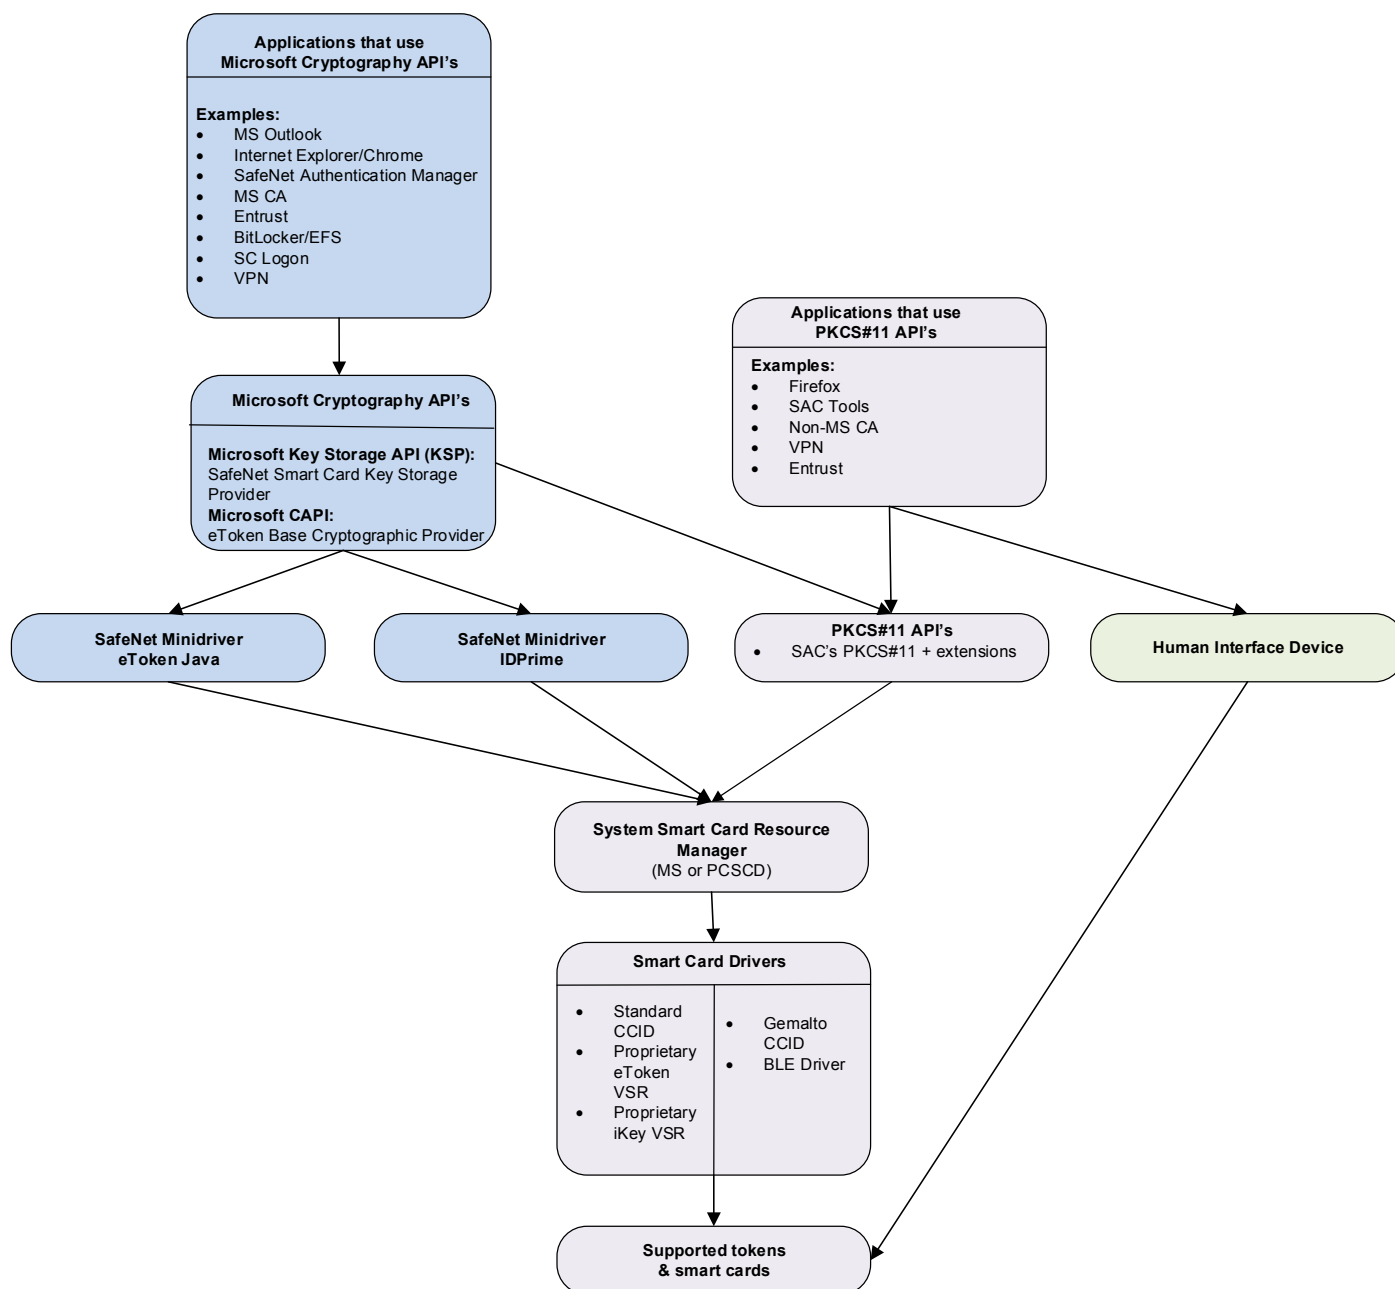 Applications that use
Microsoft Cryptography API’s
Examples:
• MS Outlook
• Internet Explorer/Chrome
• SafeNet Authentication Manager
• MS CA
• Entrust
• BitLocker/EFS
• SC Logon
• VPN
Applications that use
PKCS#11 API’s
Examples:
• Firefox
• SAC Tools
• Non-MS CA
• VPN
• Entrust
Microsoft Cryptography API’s
Microsoft Key Storage API (KSP):
SafeNet Smart Card Key Storage
Provider
Microsoft CAPI:
eToken Base Cryptographic Provider
SafeNet Minidriver
eToken Java
SafeNet Minidriver
IDPrime
PKCS#11 API’s
• SAC’s PKCS#11 + extensions
Human Interface Device
System Smart Card Resource
Manager
(MS or PCSCD)
Smart Card Drivers
• Standard
CCID
• Proprietary
eToken
VSR
• Proprietary
iKey VSR
• Gemalto
CCID
• BLE Driver
Supported tokens
& smart cards